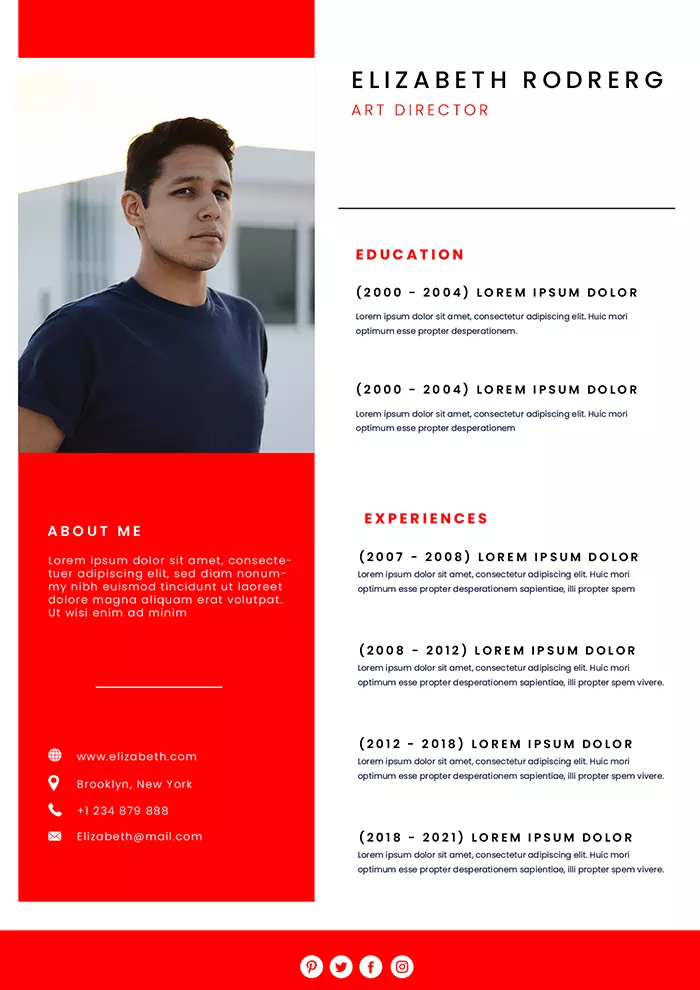 ELIZABETH RODRERG
ART DIRECTOR
EDUCATION
(2000 - 2004) LOREM IPSUM DOLOR
Lorem ipsum dolor sit amet, consectetur adipiscing elit. Huic mori
optimum esse propter desperationem.
(2000 - 2004) LOREM IPSUM DOLOR
Lorem ipsum dolor sit amet, consectetur adipiscing elit. Huic mori
optimum esse propter desperationem
EXPERIENCES
(2007 - 2008) LOREM IPSUM DOLOR
Lorem ipsum dolor sit amet, consectetur adipiscing elit. Huic mori
optimum esse propter desperationem sapientiae, illi propter spem
(2008 - 2012) LOREM IPSUM DOLOR
Lorem ipsum dolor sit amet, consectetur adipiscing elit. Huic mori
optimum esse propter desperationem sapientiae, illi propter spem vivere.
(2012 - 2018) LOREM IPSUM DOLOR
Lorem ipsum dolor sit amet, consectetur adipiscing elit. Huic mori
optimum esse propter desperationem sapientiae, illi propter spem vivere.
(2018 - 2021) LOREM IPSUM DOLOR
Lorem ipsum dolor sit amet, consectetur adipiscing elit. Huic mori
optimum esse propter desperationem sapientiae, illi propter spem vivere.
ABOUT ME
Lorem ipsum dolor sit amet, consecte-
tuer adipiscing elit, sed diam nonum-
my nibh euismod tincidunt ut laoreet
dolore magna aliquam erat volutpat.
Ut wisi enim ad minim
www.elizabeth.com
Brooklyn, New York
+1 234 879 888
Elizabeth@mail.com